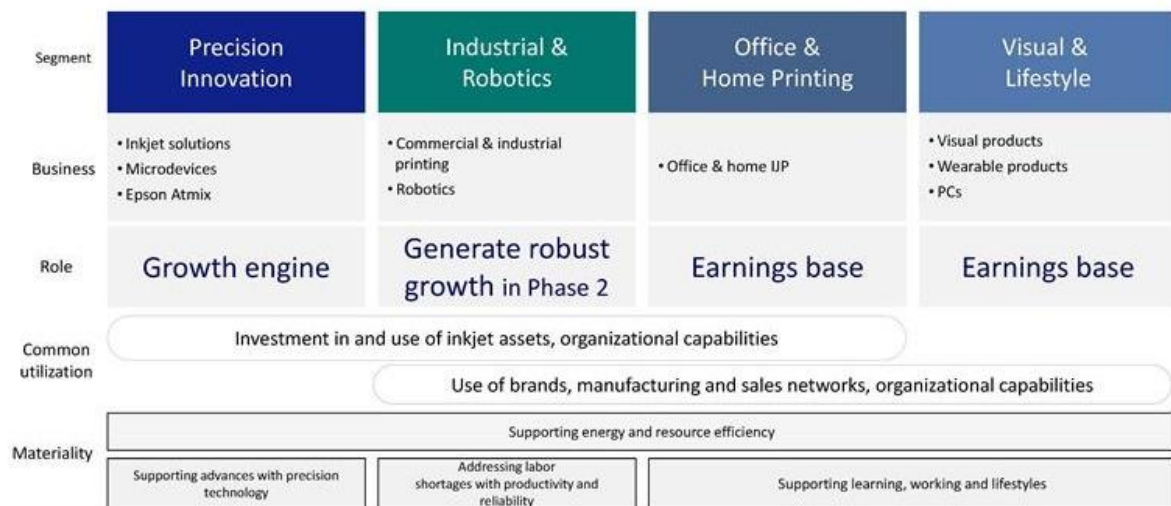 Segment
Precision
Innovation
Industrial &
Robotics
Office &
Home Printing
Visual &
Lifestyle
Business
• Inkjet solutions
• Microdevices
• Epson Atmix
• Commercial & industrial
printing
• Robotics
• Office & home IJP
• Visual products
• Wearable products
• PCs
Role
Growth engine
Generate robust
growth in Phase 2
Earnings base
Earnings base
Common
utilization
Investment in and use of inkjet assets, organizational capabilities
Use of brands, manufacturing and sales networks, organizational capabilities
Materiality
Supporting energy and resource efficiency
Supporting advances with precision
technology
Addressing labor
shortages with productivity and
reliability
Supporting learning, working and lifestyles